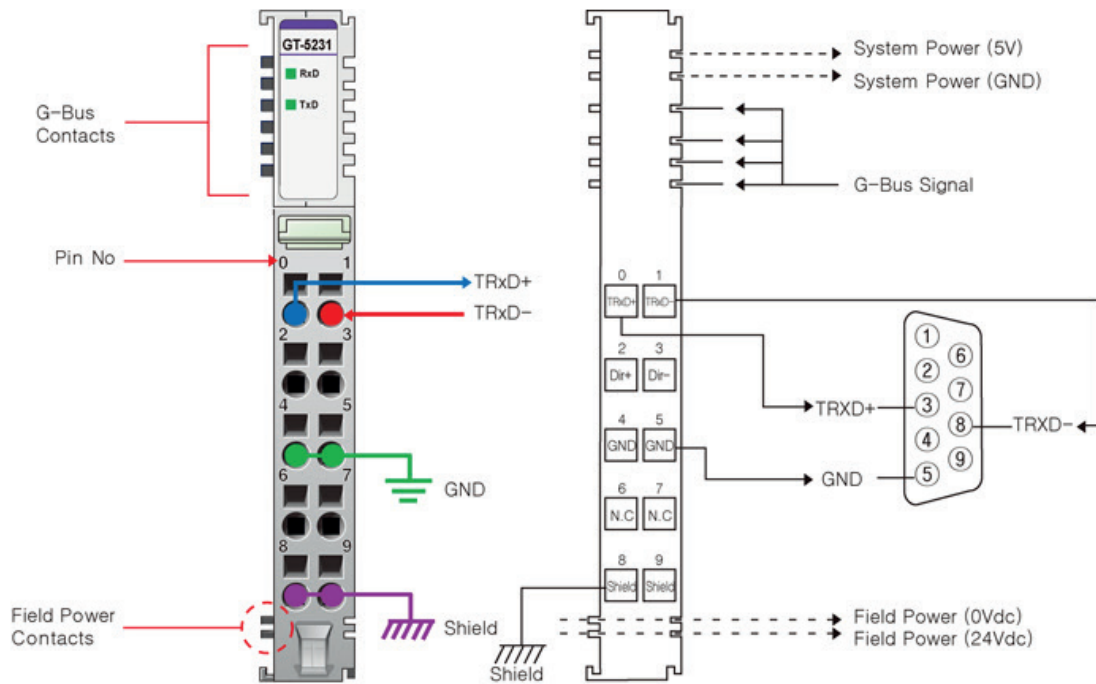 GT-5231
RxD
TxD
G-Bus
Contacts
Pin No
0 1
TRxD+
TRxD-
2 3
4 5
GND
6 7
8 9
Shield
Field Power
Contacts
System Power (5V)
System Power (GND)
G-Bus Signal
0 1
TRxD+ TRxD-
2 3
Dir+ Dir-
4 5
GND GND
6 7
N.C N.C
8 9
Shield Shield
Shield
TRXD+
GND
1
2
3
4
5
6
7
8
9
TRXD-
Field Power (0Vdc)
Field Power (24Vdc)